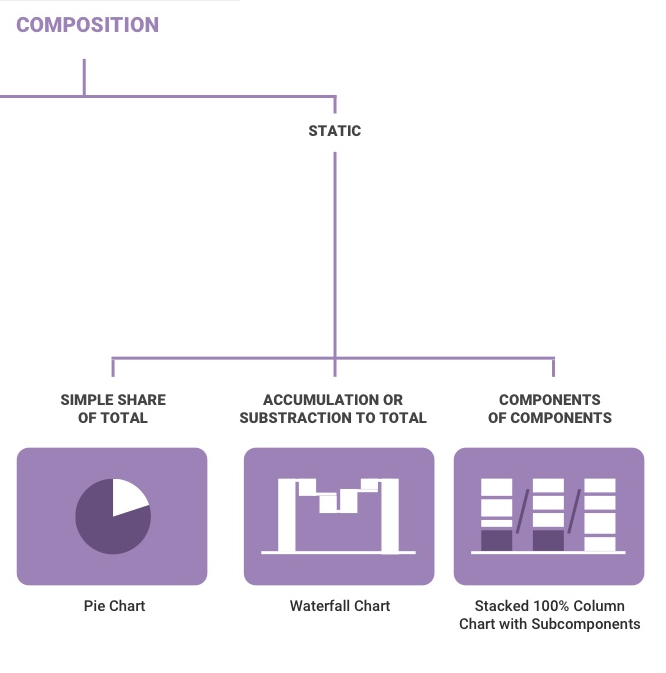 COMPOSITION
STATIC
SIMPLE SHARE
OF TOTAL
ACCUMULATION OR
SUBSTRACTION TO TOTAL
COMPONENTS
OF COMPONENTS
Pie Chart
Waterfall Chart
Stacked 100% Column
Chart with Subcomponents